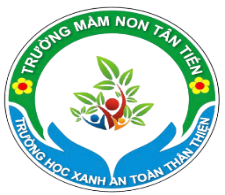 TRƯỜNG MẦM NON TÂN TIẾN
TRƯỜNG HỌC XANH AN TOÀN THÂN THIỆN